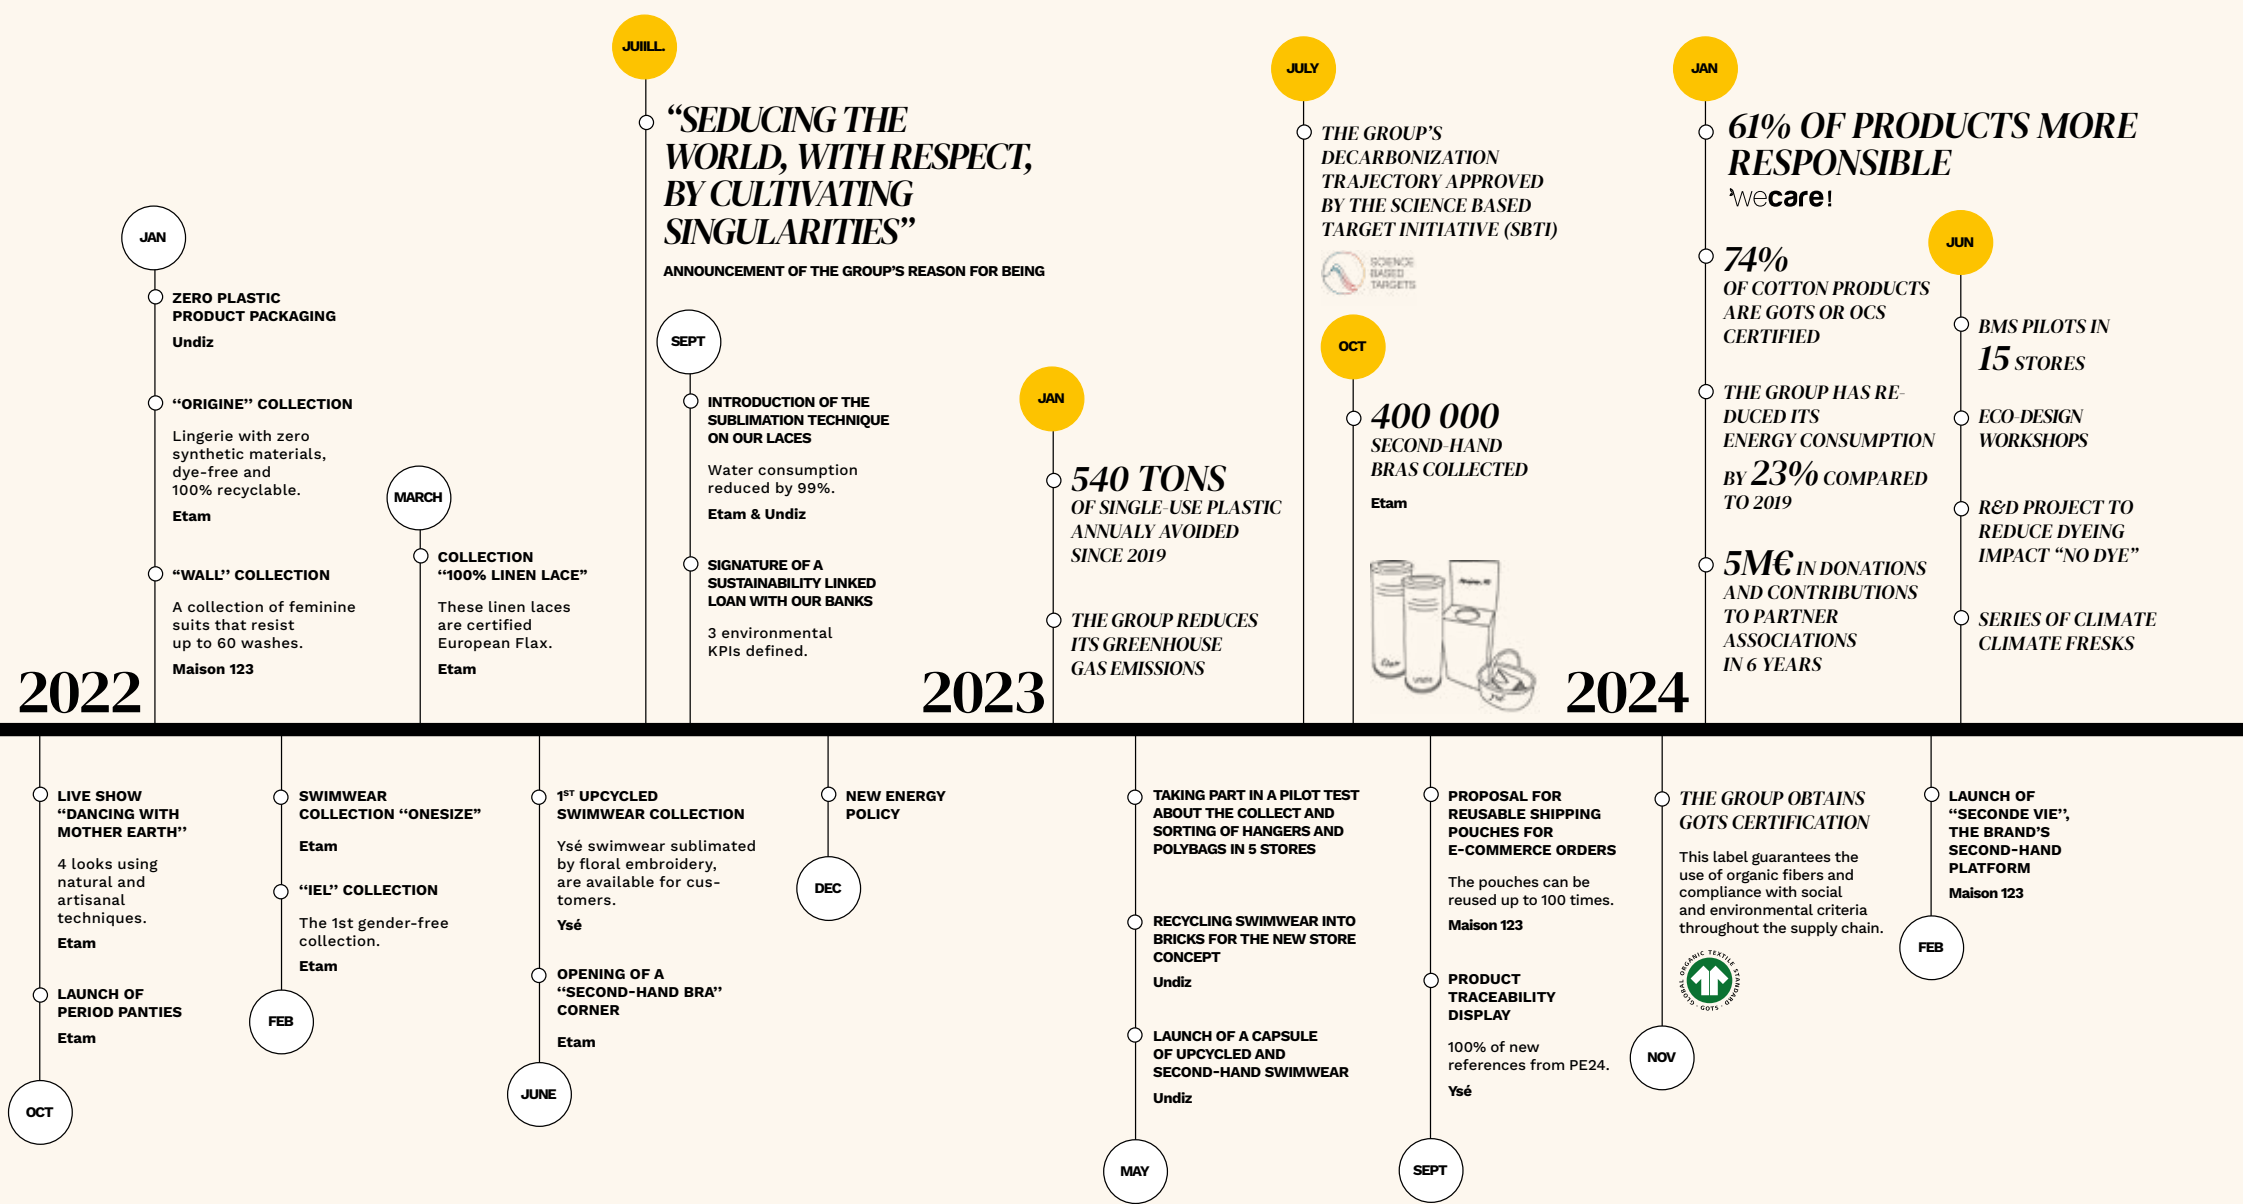 JAN
ZERO PLASTIC
PRODUCT PACKAGING
Undiz
“ORIGINE” COLLECTION
Lingerie with zero
synthetic materials,
dye-free and
100% recyclable.
Etam
“WALL” COLLECTION
A collection of feminine
suits that resist
up to 60 washes.
Maison 123
2022
MARCH
COLLECTION
“100% LINEN LACE”
These linen laces
are certified
European Flax.
Etam
JUIILL.
“SEDUCING THE
WORLD, WITH RESPECT,
BY CULTIVATING
SINGULARITIES”
ANNOUNCEMENT OF THE GROUP’S REASON FOR BEING
SEPT
INTRODUCTION OF THE
SUBLIMATION TECHNIQUE
ON OUR LACES
Water consumption
reduced by 99%.
Etam & Undiz
SIGNATURE OF A
SUSTAINABILITY LINKED
LOAN WITH OUR BANKS
3 environmental
KPIs defined.
2023
JAN
540 TONS
OF SINGLE-USE PLASTIC
ANNUALY AVOIDED
SINCE 2019
THE GROUP REDUCES
ITS GREENHOUSE
GAS EMISSIONS
JULY
THE GROUP’S
DECARBONIZATION
TRAJECTORY APPROVED
BY THE SCIENCE BASED
TARGET INITIATIVE (SBTI)
SCIENCE
BASED
TARGETS
OCT
400 000
SECOND-HAND
BRAS COLLECTED
Etam
2024
JAN
61% OF PRODUCTS MORE
RESPONSIBLE
wecare!
74%
OF COTTON PRODUCTS
ARE GOTS OR OCS
CERTIFIED
THE GROUP HAS RE-
DUCED ITS
ENERGY CONSUMPTION
BY 23% COMPARED
TO 2019
5M€ IN DONATIONS
AND CONTRIBUTIONS
TO PARTNER
ASSOCIATIONS
IN 6 YEARS
JUN
BMS PILOTS IN
15 STORES
ECO-DESIGN
WORKSHOPS
R&D PROJECT TO
REDUCE DYEING
IMPACT “NO DYE”
SERIES OF CLIMATE
CLIMATE FRESKS
LIVE SHOW
“DANCING WITH
MOTHER EARTH”
4 looks using
natural and
artisanal
techniques.
Etam
LAUNCH OF
PERIOD PANTIES
Etam
OCT
SWIMWEAR
COLLECTION “ONESIZE”
Etam
“IEL” COLLECTION
The 1st gender-free
collection.
Etam
FEB
1ST UPCYCLED
SWIMWEAR COLLECTION
Ysé swimwear sublimated
by floral embroidery,
are available for cus-
tomers.
Ysé
OPENING OF A
“SECOND-HAND BRA”
CORNER
Etam
JUNE
NEW ENERGY
POLICY
DEC
TAKING PART IN A PILOT TEST
ABOUT THE COLLECT AND
SORTING OF HANGERS AND
POLYBAGS IN 5 STORES
RECYCLING SWIMWEAR INTO
BRICKS FOR THE NEW STORE
CONCEPT
Undiz
LAUNCH OF A CAPSULE
OF UPCYCLED AND
SECOND-HAND SWIMWEAR
Undiz
MAY
PROPOSAL FOR
REUSABLE SHIPPING
POUCHES FOR
E-COMMERCE ORDERS
The pouches can be
reused up to 100 times.
Maison 123
PRODUCT
TRACEABILITY
DISPLAY
100% of new
references from PE24.
Ysé
SEPT
THE GROUP OBTAINS
GOTS CERTIFICATION
This label guarantees the
use of organic fibers and
compliance with social
and environmental criteria
throughout the supply chain.
GLOBAL ORGANIC TEXTILE STANDARD · GOTS ·
NOV
LAUNCH OF
“SECONDE VIE”,
THE BRAND’S
SECOND-HAND
PLATFORM
Maison 123
FEB